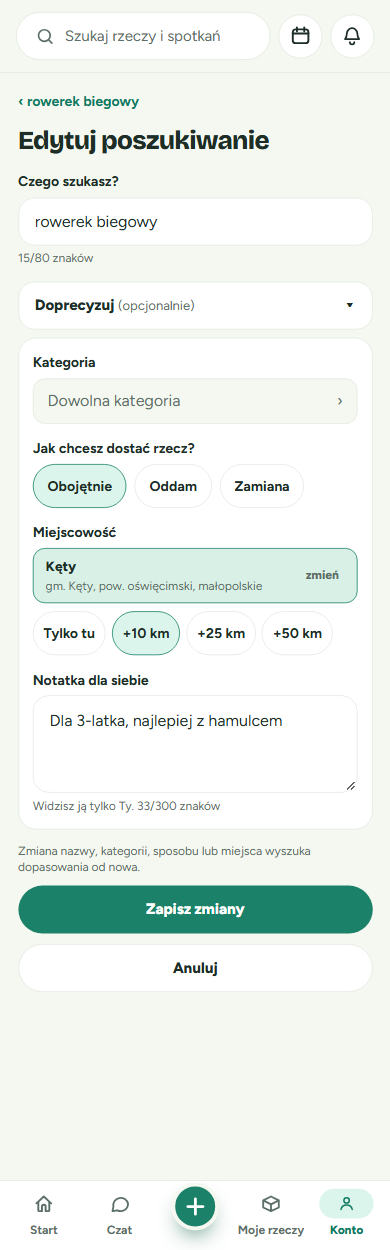 Szukaj rzeczy i spotkań
‹ rowerek biegowy
Edytuj poszukiwanie
Czego szukasz?
rowerek biegowy
15/80 znaków
Doprecyzuj (opcjonalnie)
Kategoria
Dowolna kategoria ›
Jak chcesz dostać rzecz?
Obojętnie Oddam Zamiana
Miejscowość
Kęty
gm. Kęty, pow. oświęcimski, małopolskie
zmień
Tylko tu +10 km +25 km +50 km
Notatka dla siebie
Dla 3-latka, najlepiej z hamulcem
Widzisz ją tylko Ty. 33/300 znaków
Zmiana nazwy, kategorii, sposobu lub miejsca wyszuka
dopasowania od nowa.
Zapisz zmiany
Anuluj
Start Czat Moje rzeczy Konto